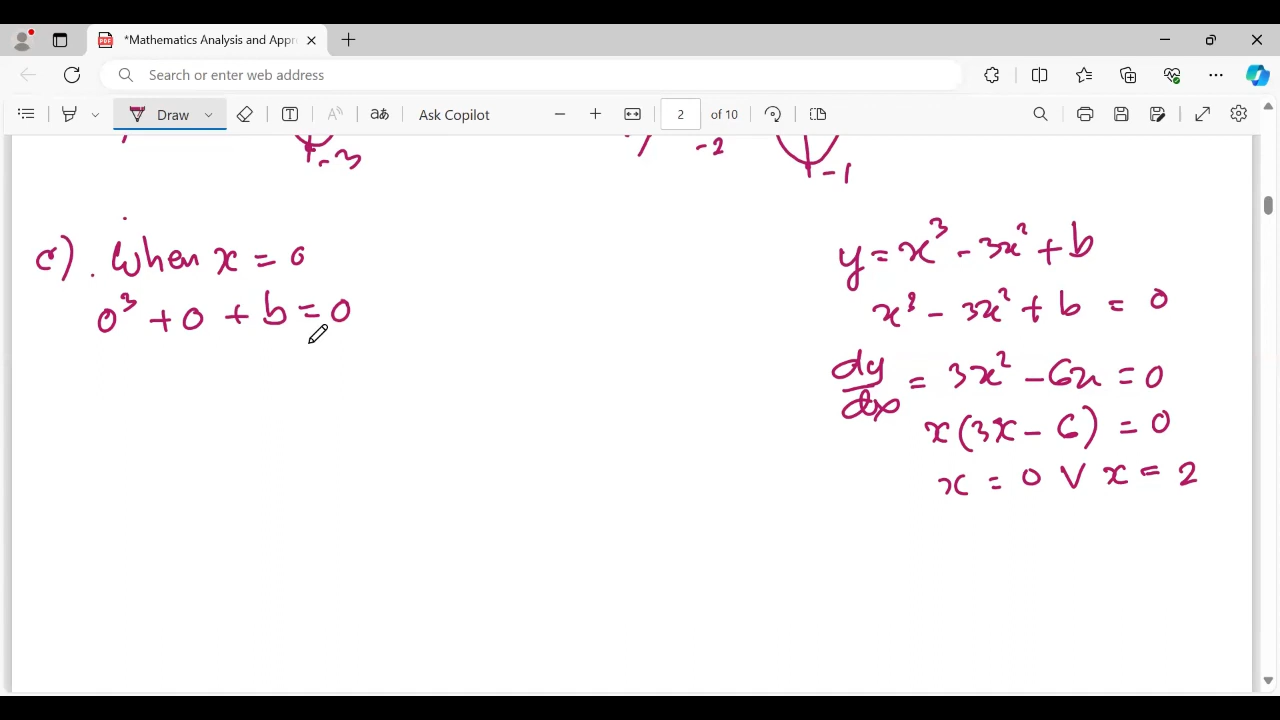 *Mathematics Analysis and Appr
Search or enter web address
Draw
aあ
Ask Copilot
2 of 10
-3
-2
-1
c). When x = 0
0³ + 0 + b = 0
y = x³ - 3x² + b
x³ - 3x² + b = 0
dy/dx = 3x² - 6x = 0
x(3x - 6) = 0
x = 0 ∨ x = 2